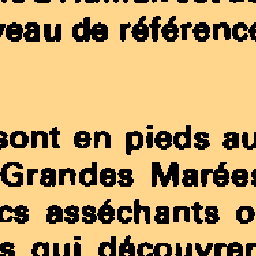 veau de référence
sont en pieds au
Grandes Marées
cs asséchants o
s qui découvren